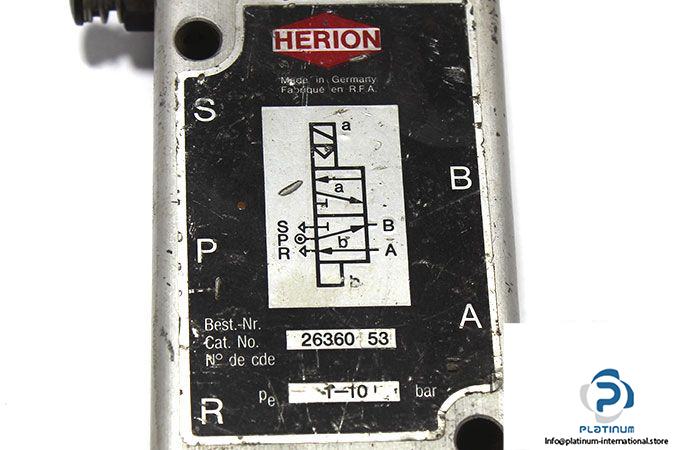 HERION
Made in Germany
Fabriqué en R.F.A.
S
a
B
a
S
P
R
b
B
A
b
P
A
Best.-Nr.
Cat. No. 26360 53
Nº de cde
R
pe 1-10 bar
PLATINUM
Info@platinum-international.store